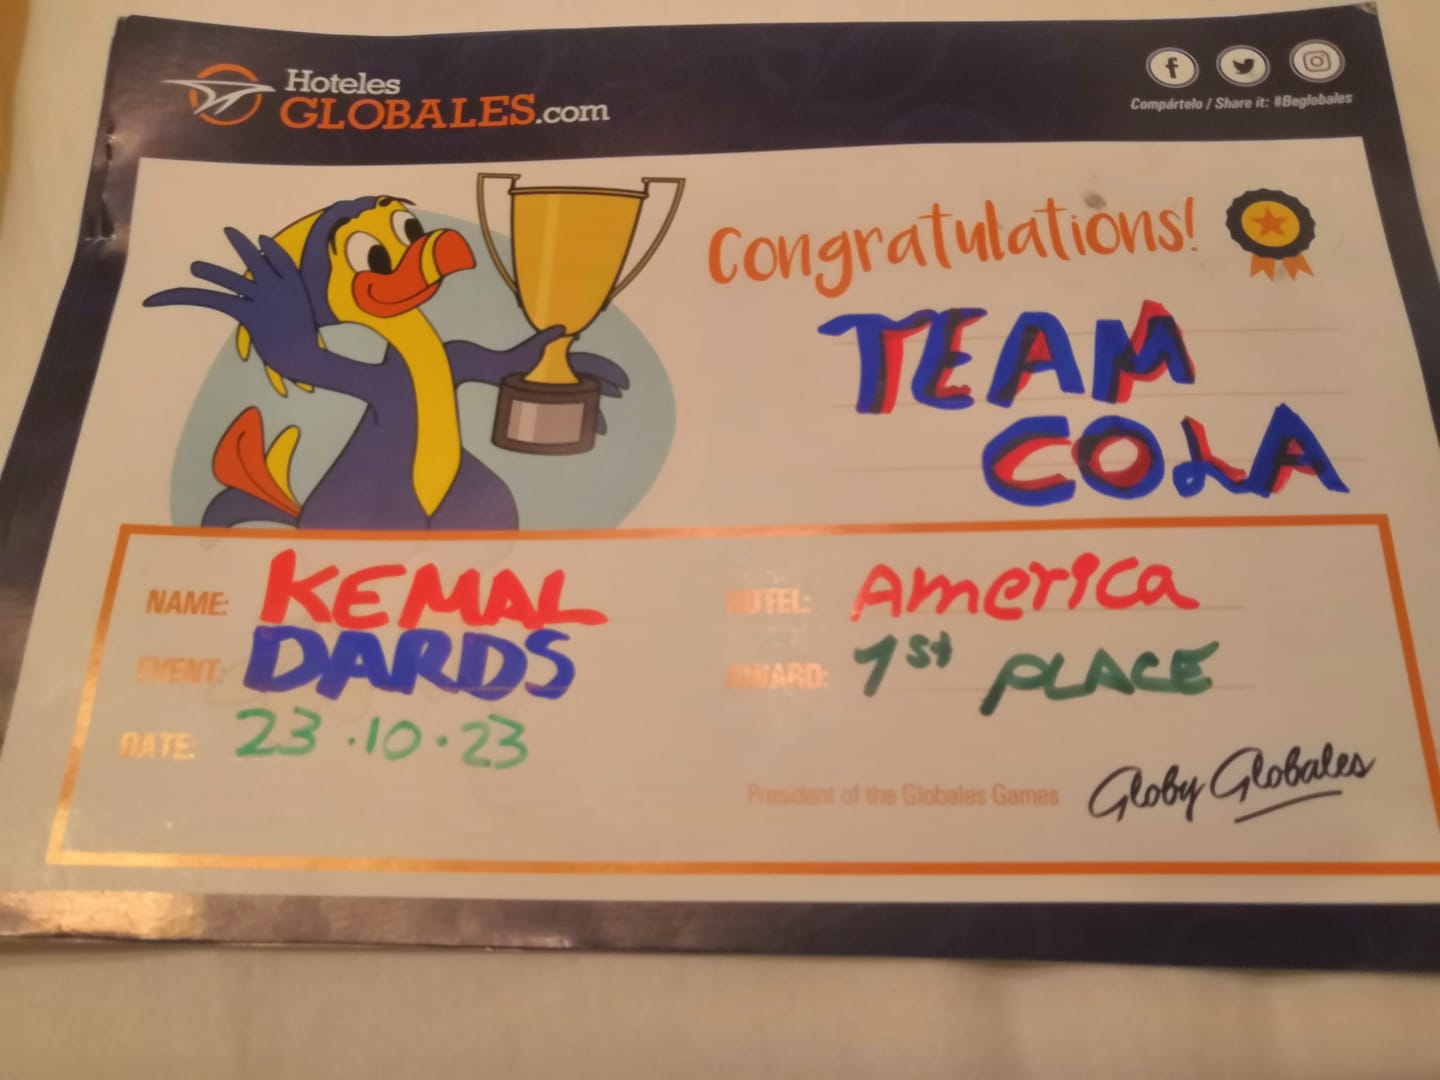 Hoteles
GLOBALES.com
Compártelo / Share it: #Beglobales
Congratulations!
TEAM
COLA
NAME: KEMAL
EVENT: DARDS
DATE: 23.10.23
HOTEL: America
AWARD: 1st PLACE
President of the Globales Games
Globy Globales